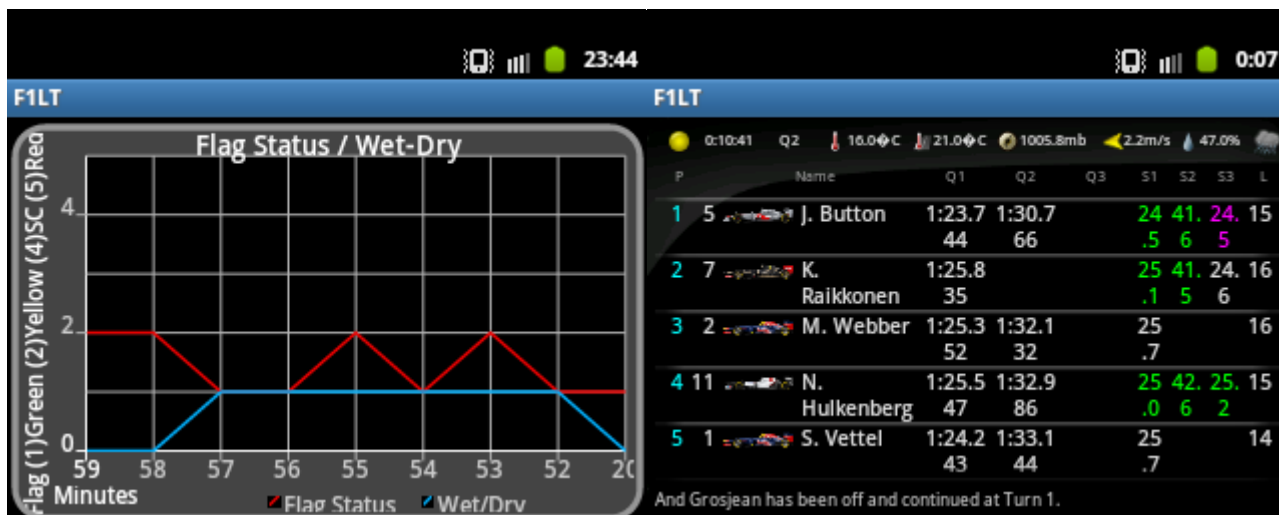 23:44
F1LT
Flag Status / Wet-Dry
Flag (1)Green (2)Yellow (4)SC (5)Red
4
2
0
59 58 57 56 55 54 53 52
Minutes
Flag Status Wet/Dry
0:07
F1LT
0:10:41 Q2 16.0�C 21.0�C 1005.8mb 2.2m/s 47.0%
P Name Q1 Q2 Q3 S1 S2 S3 L
1 5 J. Button 1:23.7 1:30.7 24 41. 24. 15
44 66 .5 6 5
2 7 K. 1:25.8 25 41. 24. 16
Raikkonen 35 .1 5 6
3 2 M. Webber 1:25.3 1:32.1 25 16
52 32 .7
4 11 N. 1:25.5 1:32.9 25 42. 25. 15
Hulkenberg 47 86 .0 6 2
5 1 S. Vettel 1:24.2 1:33.1 25 14
43 44 .7
And Grosjean has been off and continued at Turn 1.